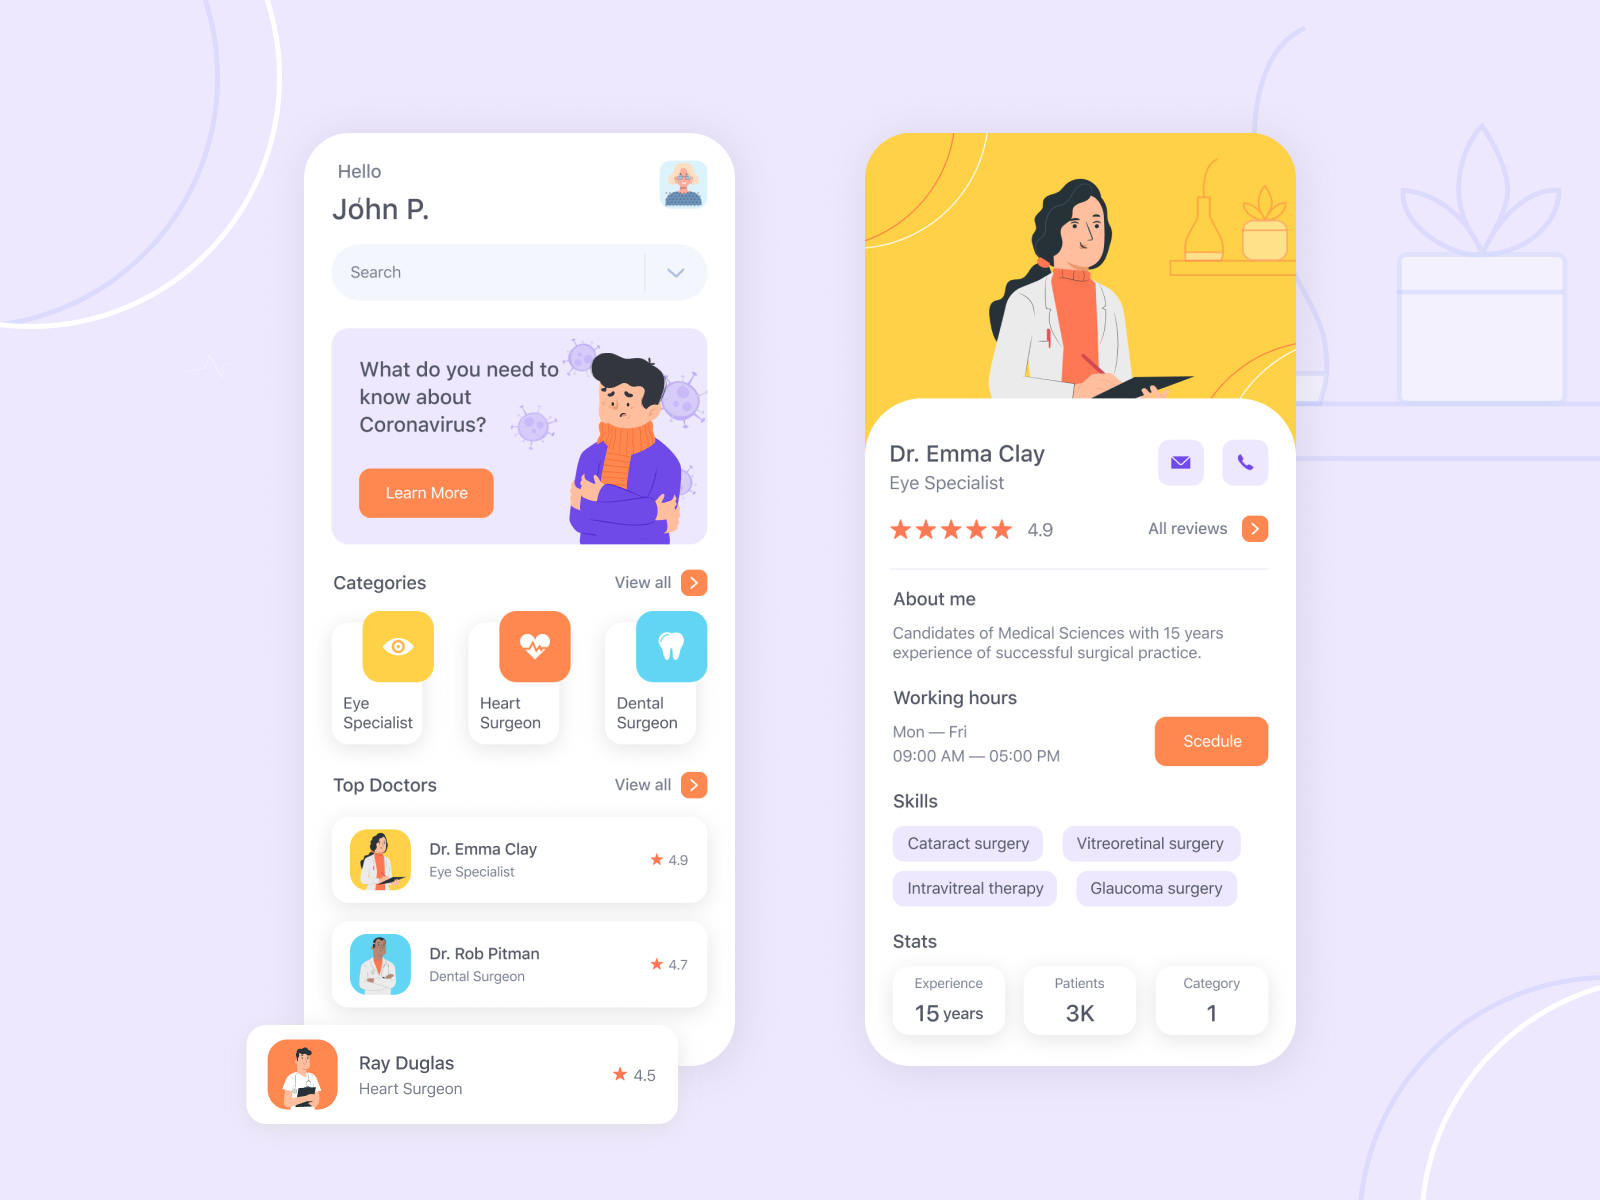 Hello
John P.
Search
What do you need to
know about
Coronavirus?
Learn More
Categories
View all
Eye
Specialist
Heart
Surgeon
Dental
Surgeon
Top Doctors
View all
Dr. Emma Clay
Eye Specialist
4.9
Dr. Rob Pitman
Dental Surgeon
4.7
Ray Duglas
Heart Surgeon
4.5
Dr. Emma Clay
Eye Specialist
4.9
All reviews
About me
Candidates of Medical Sciences with 15 years
experience of successful surgical practice.
Working hours
Mon — Fri
09:00 AM — 05:00 PM
Scedule
Skills
Cataract surgery
Vitreoretinal surgery
Intravitreal therapy
Glaucoma surgery
Stats
Experience
15 years
Patients
3K
Category
1